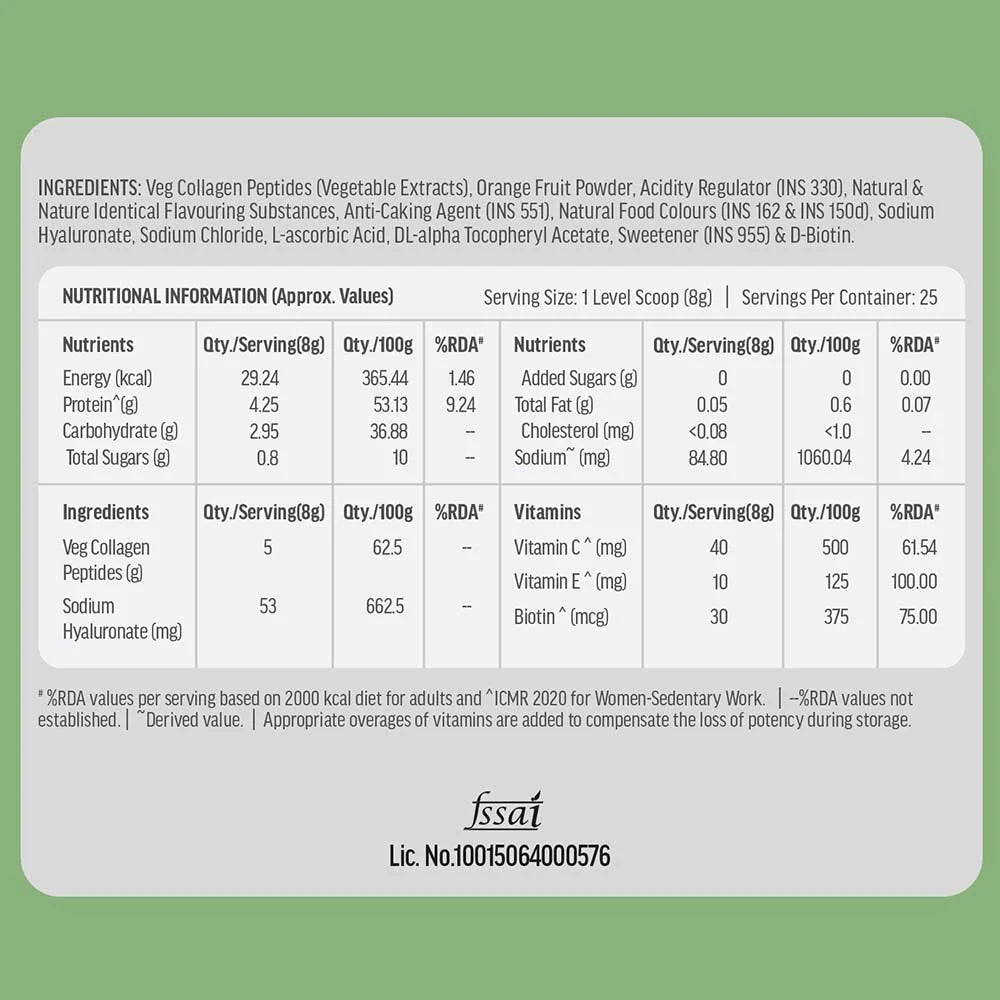 INGREDIENTS: Veg Collagen Peptides (Vegetable Extracts), Orange Fruit Powder, Acidity Regulator (INS 330), Natural &
Nature Identical Flavouring Substances, Anti-Caking Agent (INS 551), Natural Food Colours (INS 162 & INS 150d), Sodium
Hyaluronate, Sodium Chloride, L-ascorbic Acid, DL-alpha Tocopheryl Acetate, Sweetener (INS 955) & D-Biotin.
NUTRITIONAL INFORMATION (Approx. Values) Serving Size: 1 Level Scoop (8g) | Servings Per Container: 25
Nutrients Qty./Serving(8g) Qty./100g %RDA# Nutrients Qty./Serving(8g) Qty./100g %RDA#
Energy (kcal) 29.24 365.44 1.46 Added Sugars (g) 0 0 0.00
Protein^(g) 4.25 53.13 9.24 Total Fat (g) 0.05 0.6 0.07
Carbohydrate (g) 2.95 36.88 -- Cholesterol (mg) <0.08 <1.0 --
Total Sugars (g) 0.8 10 -- Sodium~ (mg) 84.80 1060.04 4.24
Ingredients Qty./Serving(8g) Qty./100g %RDA# Vitamins Qty./Serving(8g) Qty./100g %RDA#
Veg Collagen 5 62.5 -- Vitamin C ^ (mg) 40 500 61.54
Peptides (g) Vitamin E ^ (mg) 10 125 100.00
Sodium 53 662.5 -- Biotin ^ (mcg) 30 375 75.00
Hyaluronate (mg)
# %RDA values per serving based on 2000 kcal diet for adults and ^ICMR 2020 for Women-Sedentary Work. | --%RDA values not
established. | ~Derived value. | Appropriate overages of vitamins are added to compensate the loss of potency during storage.
fssai
Lic. No.10015064000576